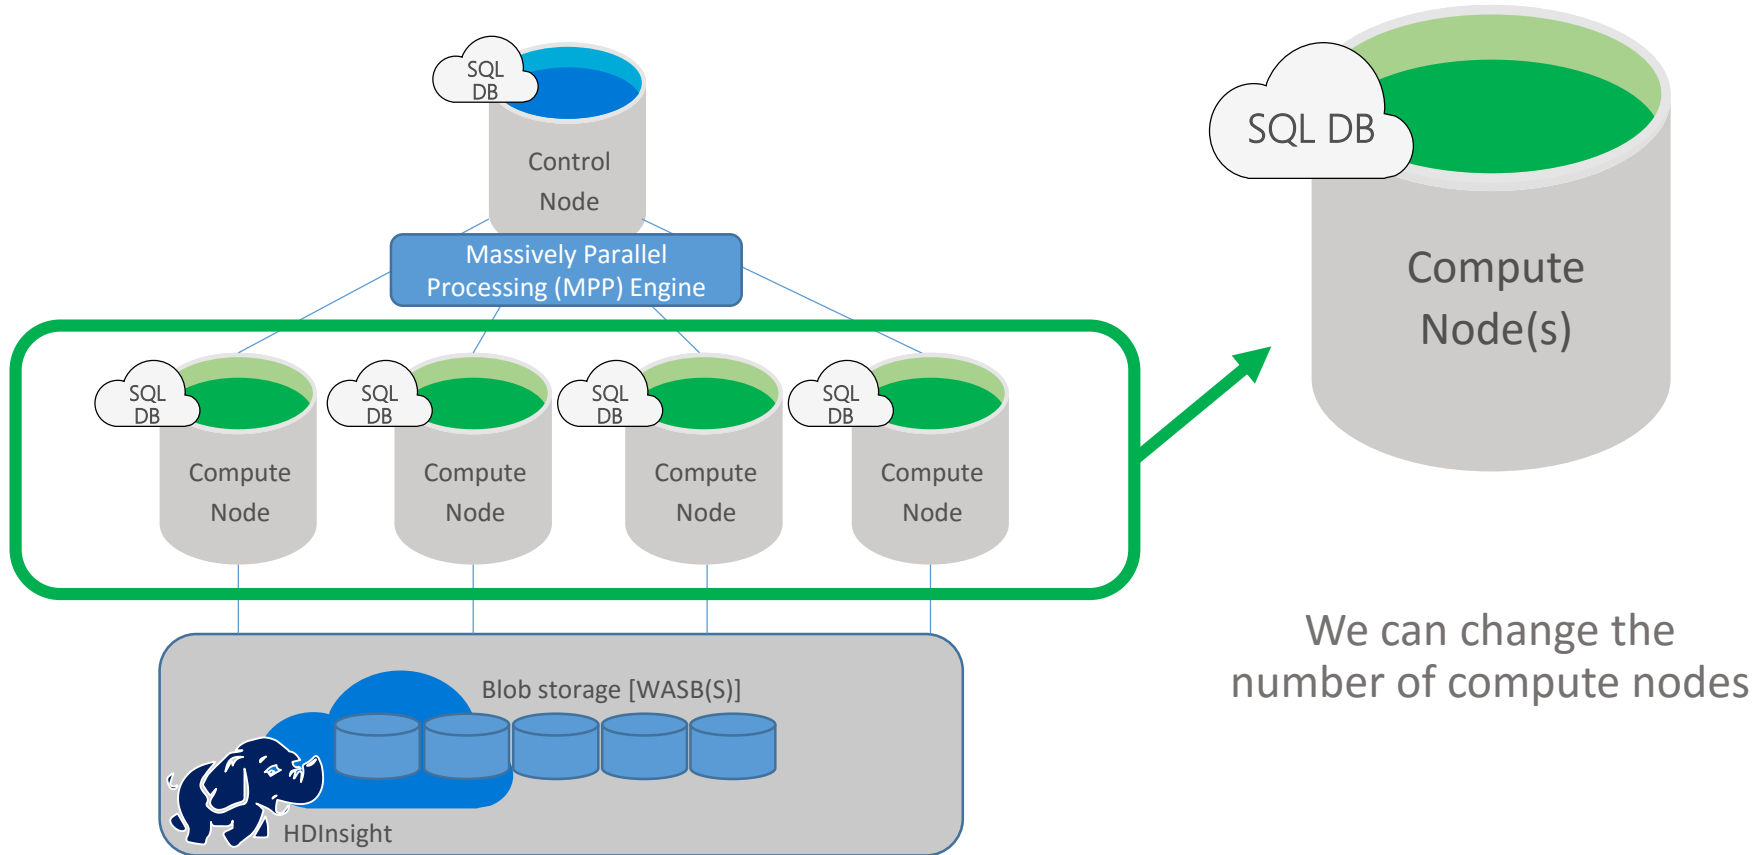 SQL
DB
Control
Node
Massively Parallel
Processing (MPP) Engine
SQL
DB
Compute
Node
SQL
DB
Compute
Node
SQL
DB
Compute
Node
SQL
DB
Compute
Node
Blob storage [WASB(S)]
HDInsight
SQL DB
Compute
Node(s)
We can change the
number of compute nodes